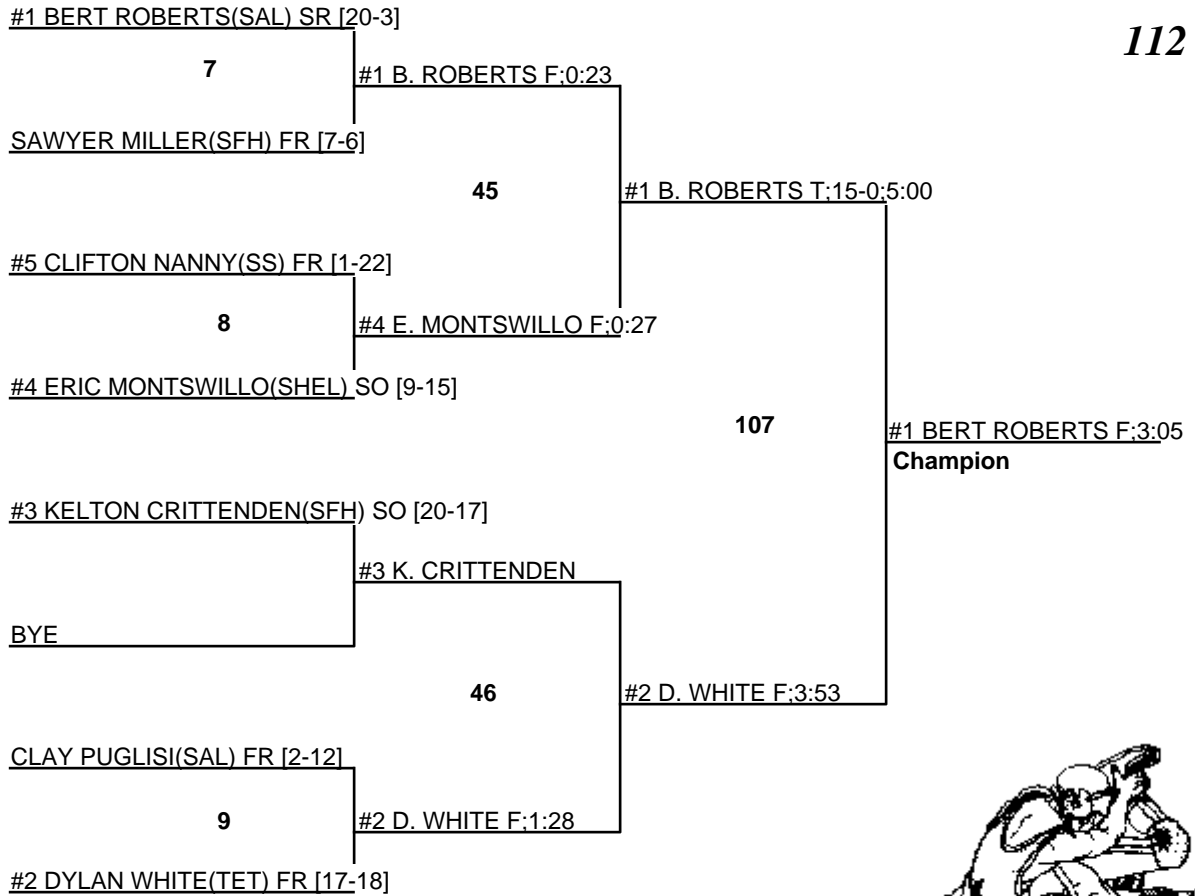 #1 BERT ROBERTS(SAL) SR [20-3]
112
7
#1 B. ROBERTS F;0:23
SAWYER MILLER(SFH) FR [7-6]
45
#1 B. ROBERTS T;15-0;5:00
#5 CLIFTON NANNY(SS) FR [1-22]
8
#4 E. MONTSWILLO F;0:27
#4 ERIC MONTSWILLO(SHEL) SO [9-15]
107
#1 BERT ROBERTS F;3:05
Champion
#3 KELTON CRITTENDEN(SFH) SO [20-17]
#3 K. CRITTENDEN
BYE
46
#2 D. WHITE F;3:53
CLAY PUGLISI(SAL) FR [2-12]
9
#2 D. WHITE F;1:28
#2 DYLAN WHITE(TET) FR [17-18]